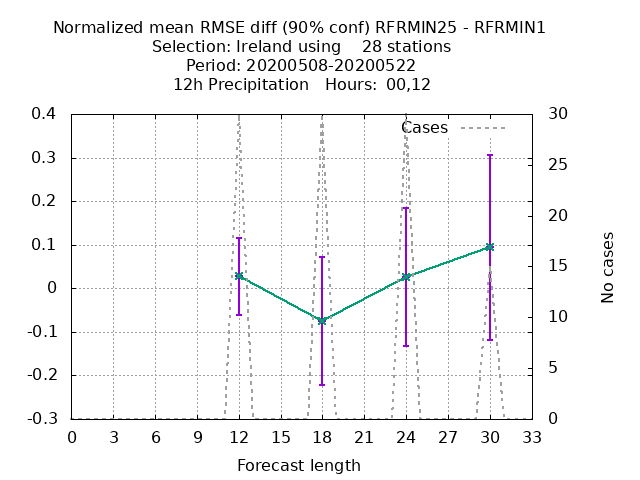 Normalized mean RMSE diff (90% conf) RFRMIN25 - RFRMIN1
Selection: Ireland using    28 stations
Period: 20200508-20200522
12h Precipitation   Hours:  00,12
0.4
0.3
0.2
0.1
0
-0.1
-0.2
-0.3
Cases
30
25
20
15
10
5
0
No cases
0 3 6 9 12 15 18 21 24 27 30 33
Forecast length